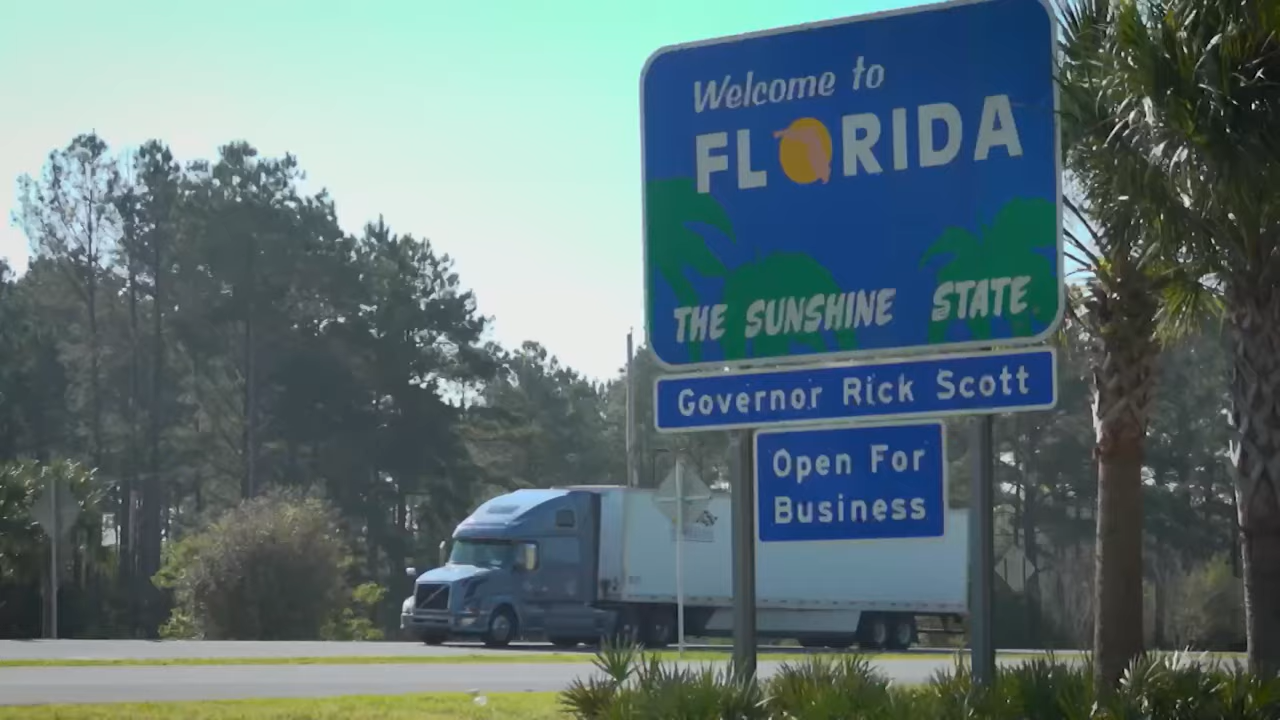 Welcome to
FLORIDA
THE SUNSHINE STATE
Governor Rick Scott
Open For
Business